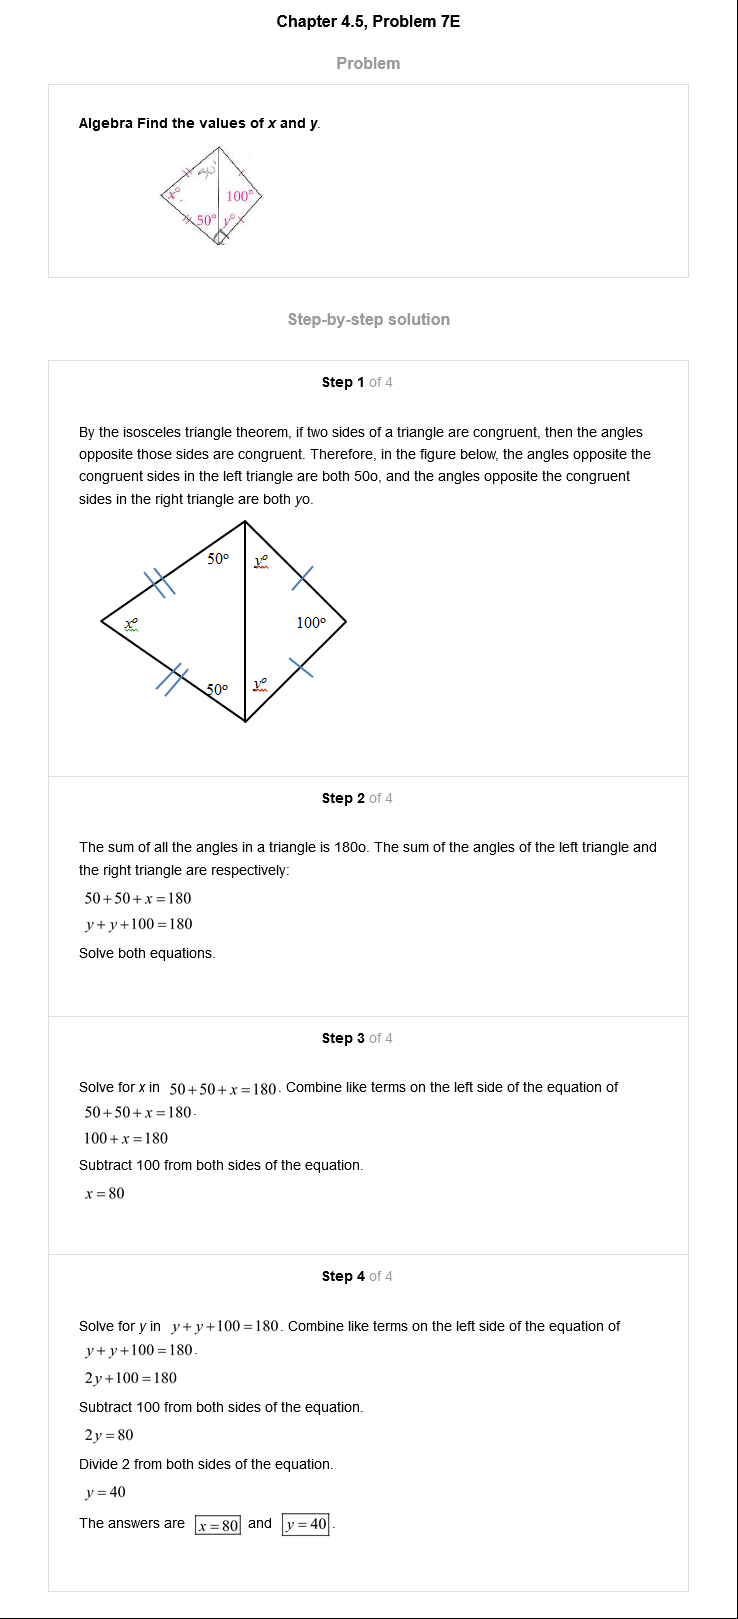 Chapter 4.5, Problem 7E
Problem
Algebra Find the values of x and y.
x°
100°
50° y°
Step-by-step solution
Step 1 of 4
By the isosceles triangle theorem, if two sides of a triangle are congruent, then the angles
opposite those sides are congruent. Therefore, in the figure below, the angles opposite the
congruent sides in the left triangle are both 50o, and the angles opposite the congruent
sides in the right triangle are both yo.
50° y°
x° 100°
50° y°
Step 2 of 4
The sum of all the angles in a triangle is 180o. The sum of the angles of the left triangle and
the right triangle are respectively:
50+50+x=180
y+y+100=180
Solve both equations.
Step 3 of 4
Solve for x in 50+50+x=180. Combine like terms on the left side of the equation of
50+50+x=180.
100+x=180
Subtract 100 from both sides of the equation.
x=80
Step 4 of 4
Solve for y in y+y+100=180. Combine like terms on the left side of the equation of
y+y+100=180.
2y+100=180
Subtract 100 from both sides of the equation.
2y=80
Divide 2 from both sides of the equation.
y=40
The answers are x=80 and y=40.